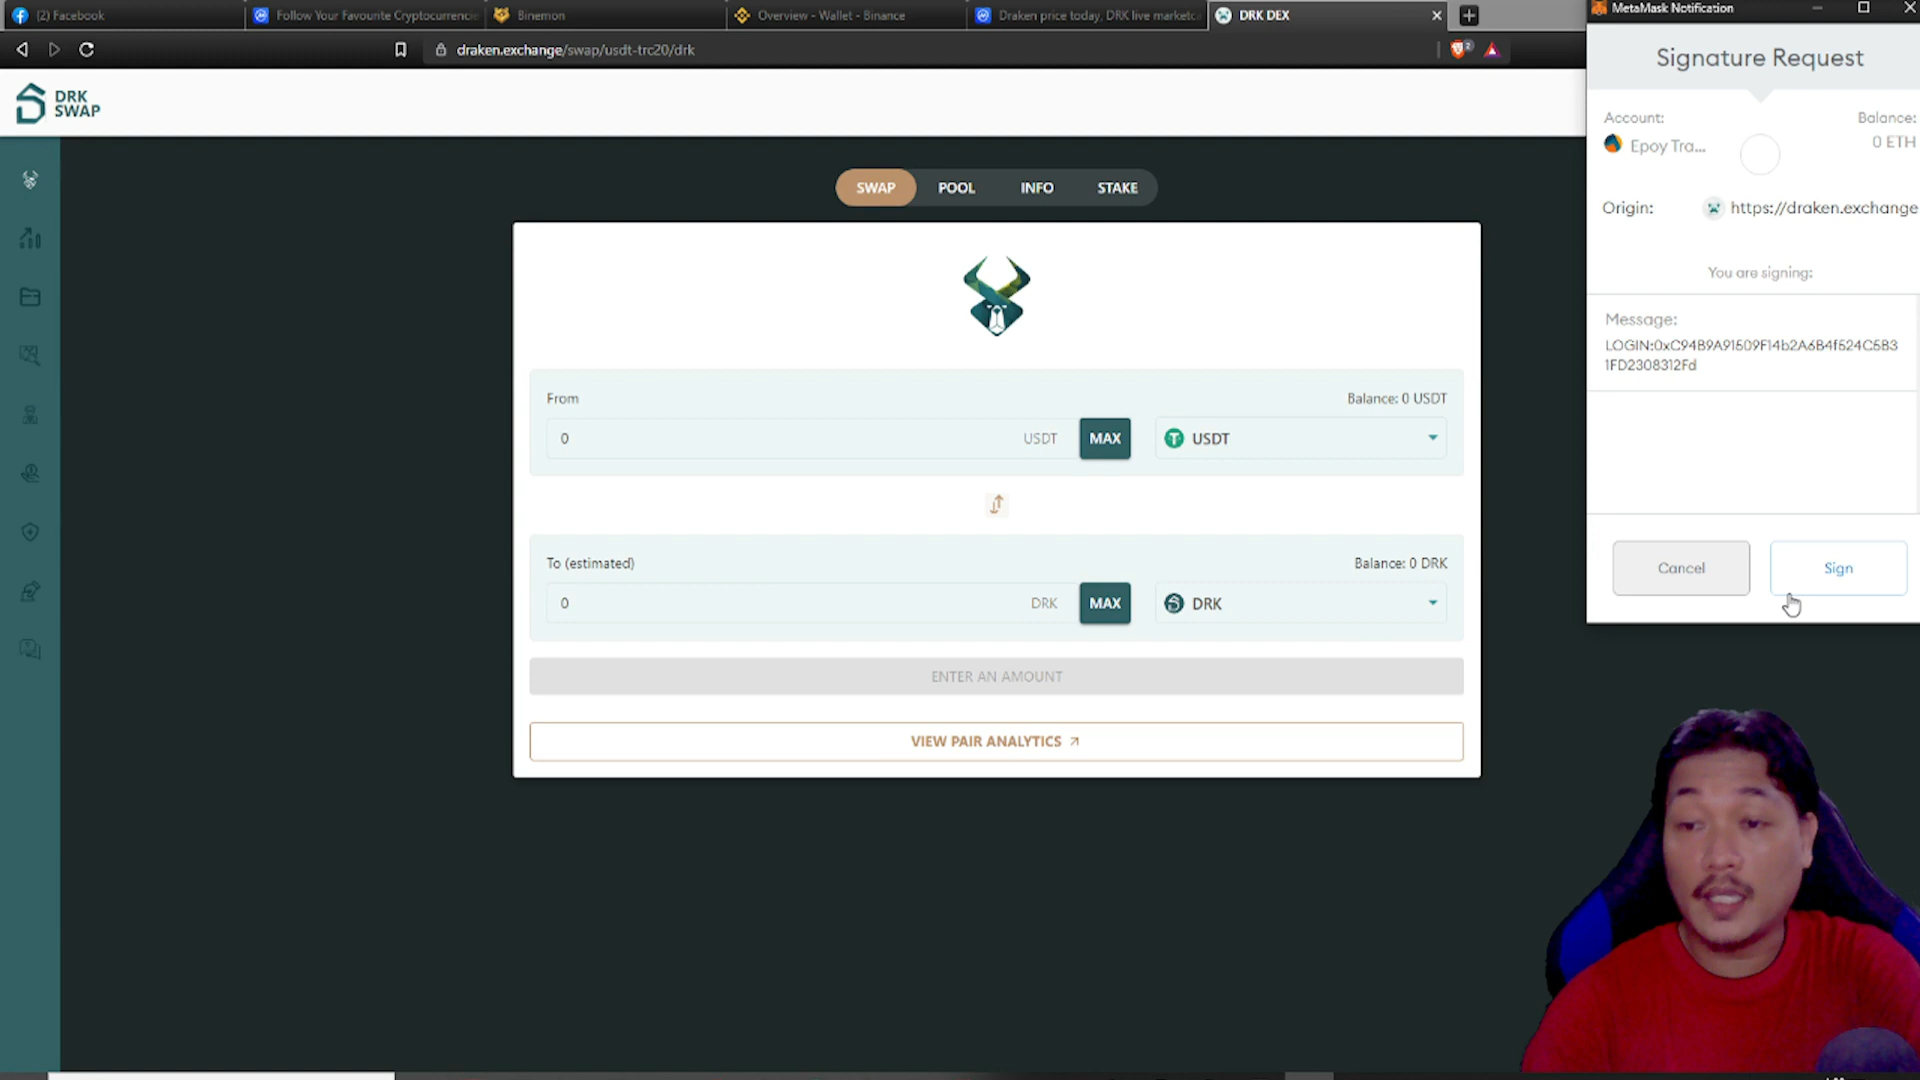 (2) Facebook
Follow Your Favourite Cryptocurrencie
Binemon
Overview - Wallet - Binance
Draken price today, DRK live marketc
DRK DEX
MetaMask Notification
draken.exchange/swap/usdt-trc20/drk
2
DRK
SWAP
SWAP
POOL
INFO
STAKE
From
Balance: 0 USDT
0
USDT
MAX
USDT
To (estimated)
Balance: 0 DRK
0
DRK
MAX
DRK
ENTER AN AMOUNT
VIEW PAIR ANALYTICS
Signature Request
Account:
Balance:
Epoy Tra...
0 ETH
Origin:
https://draken.exchange
You are signing:
Message:
LOGIN:0xC94B9A91509F14b2A6B4f524C5B3
1FD2308312Fd
Cancel
Sign